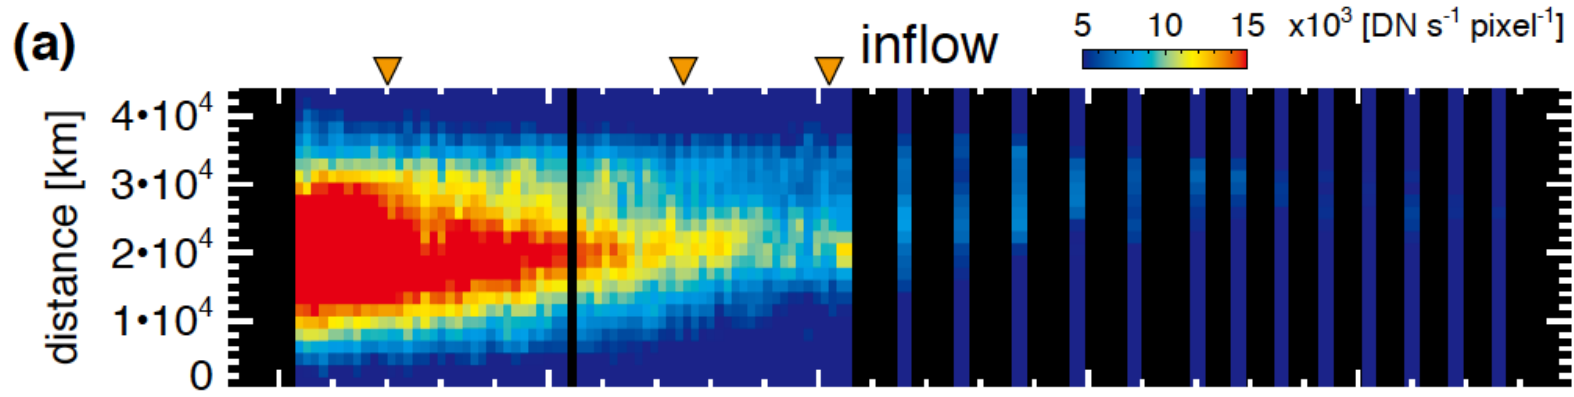 (a)
inflow
5 10 15 x10³ [DN s⁻¹ pixel⁻¹]
distance [km]
4•10⁴
3•10⁴
2•10⁴
1•10⁴
0